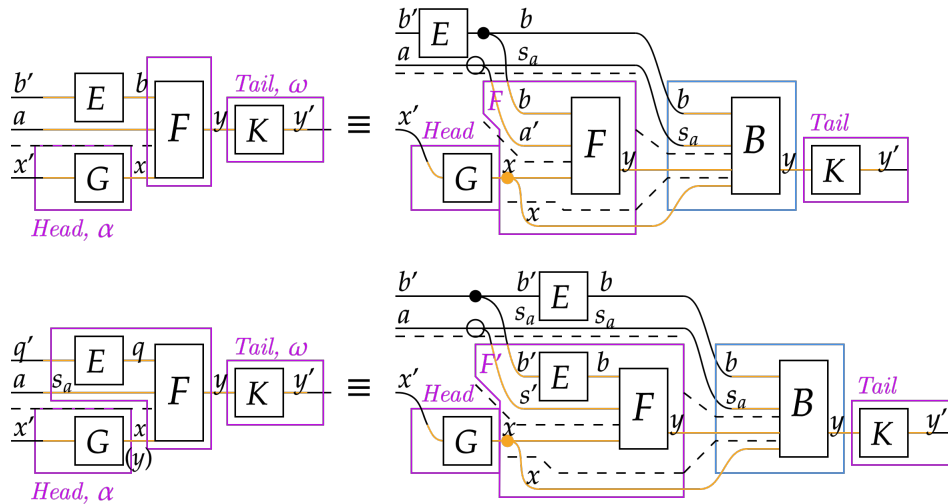 b′ E b
b′ E b Tail, ω a s_a
a F y K y′ ≡ F b b
x′ G x x′ Head a′ F s_a B Tail
Head, α G x y y K y′
x
b′ b′ E b
a s_a s_a
q′ E q Tail, ω F′ b′ E b b
a s_a F y K y′ ≡ x′ Head s′ F s_a B Tail
x′ G x G x y y K y′
(y) x
Head, α